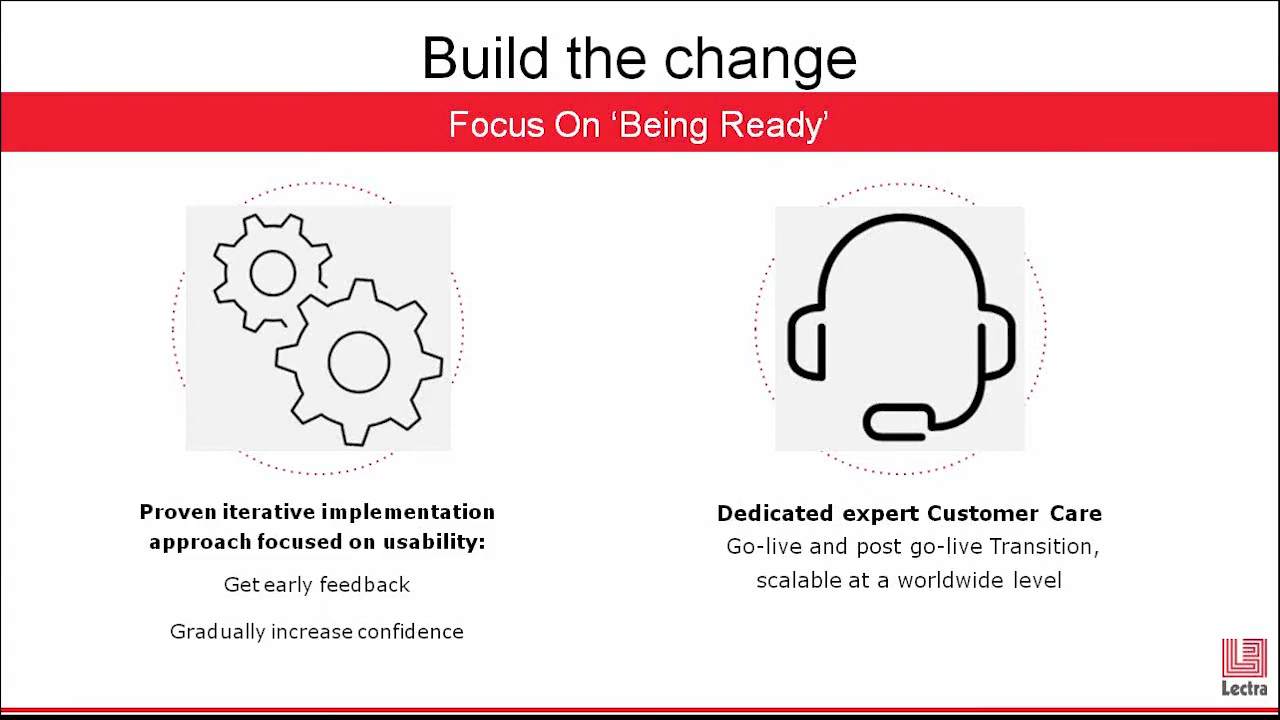 Build the change
Focus On ‘Being Ready’
Proven iterative implementation
approach focused on usability:
Get early feedback
Gradually increase confidence
Dedicated expert Customer Care
Go-live and post go-live Transition,
scalable at a worldwide level
Lectra